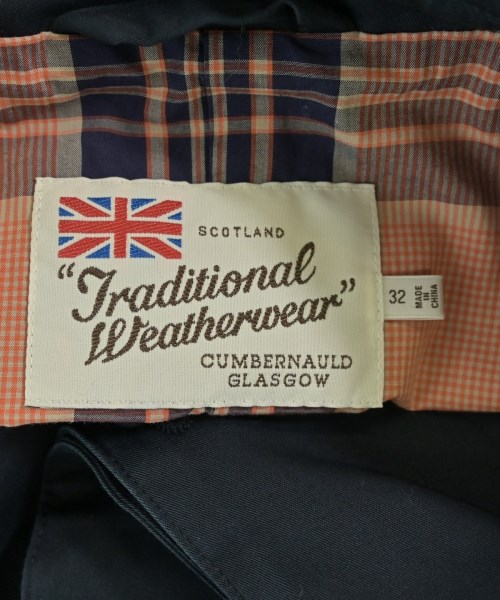 SCOTLAND
"Traditional
Weatherwear"
CUMBERNAULD
GLASGOW
32
MADE
IN
CHINA